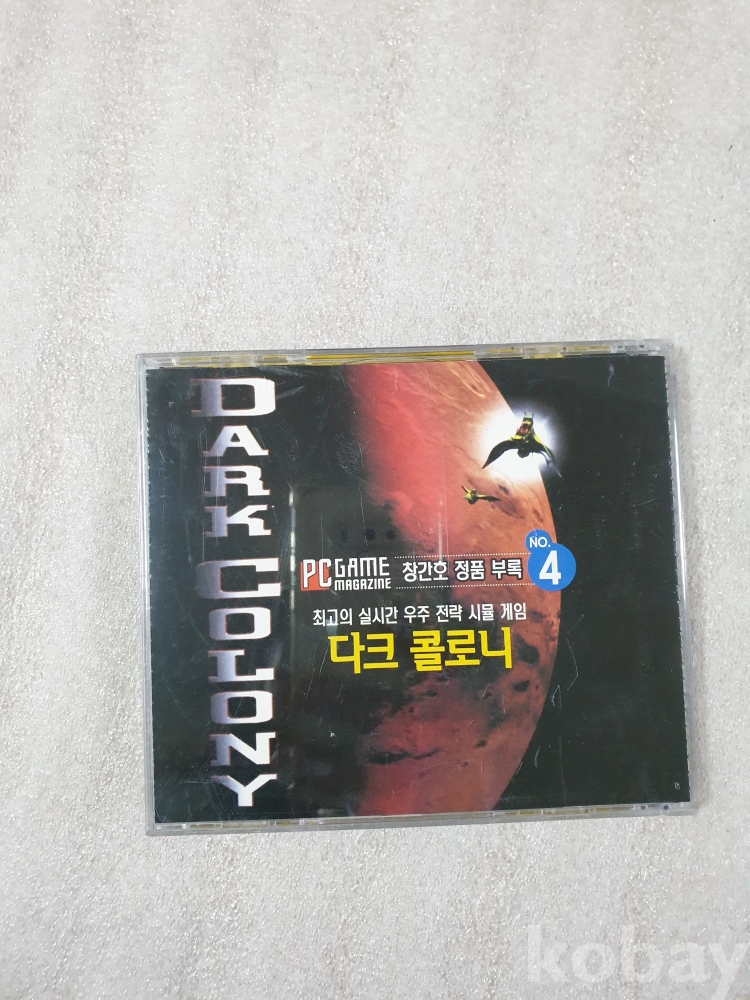 DARK COLONY
NO.
PC GAME MAGAZINE 창간호 정품 부록 4
최고의 실시간 우주 전략 시뮬 게임
다크 콜로니
kobay